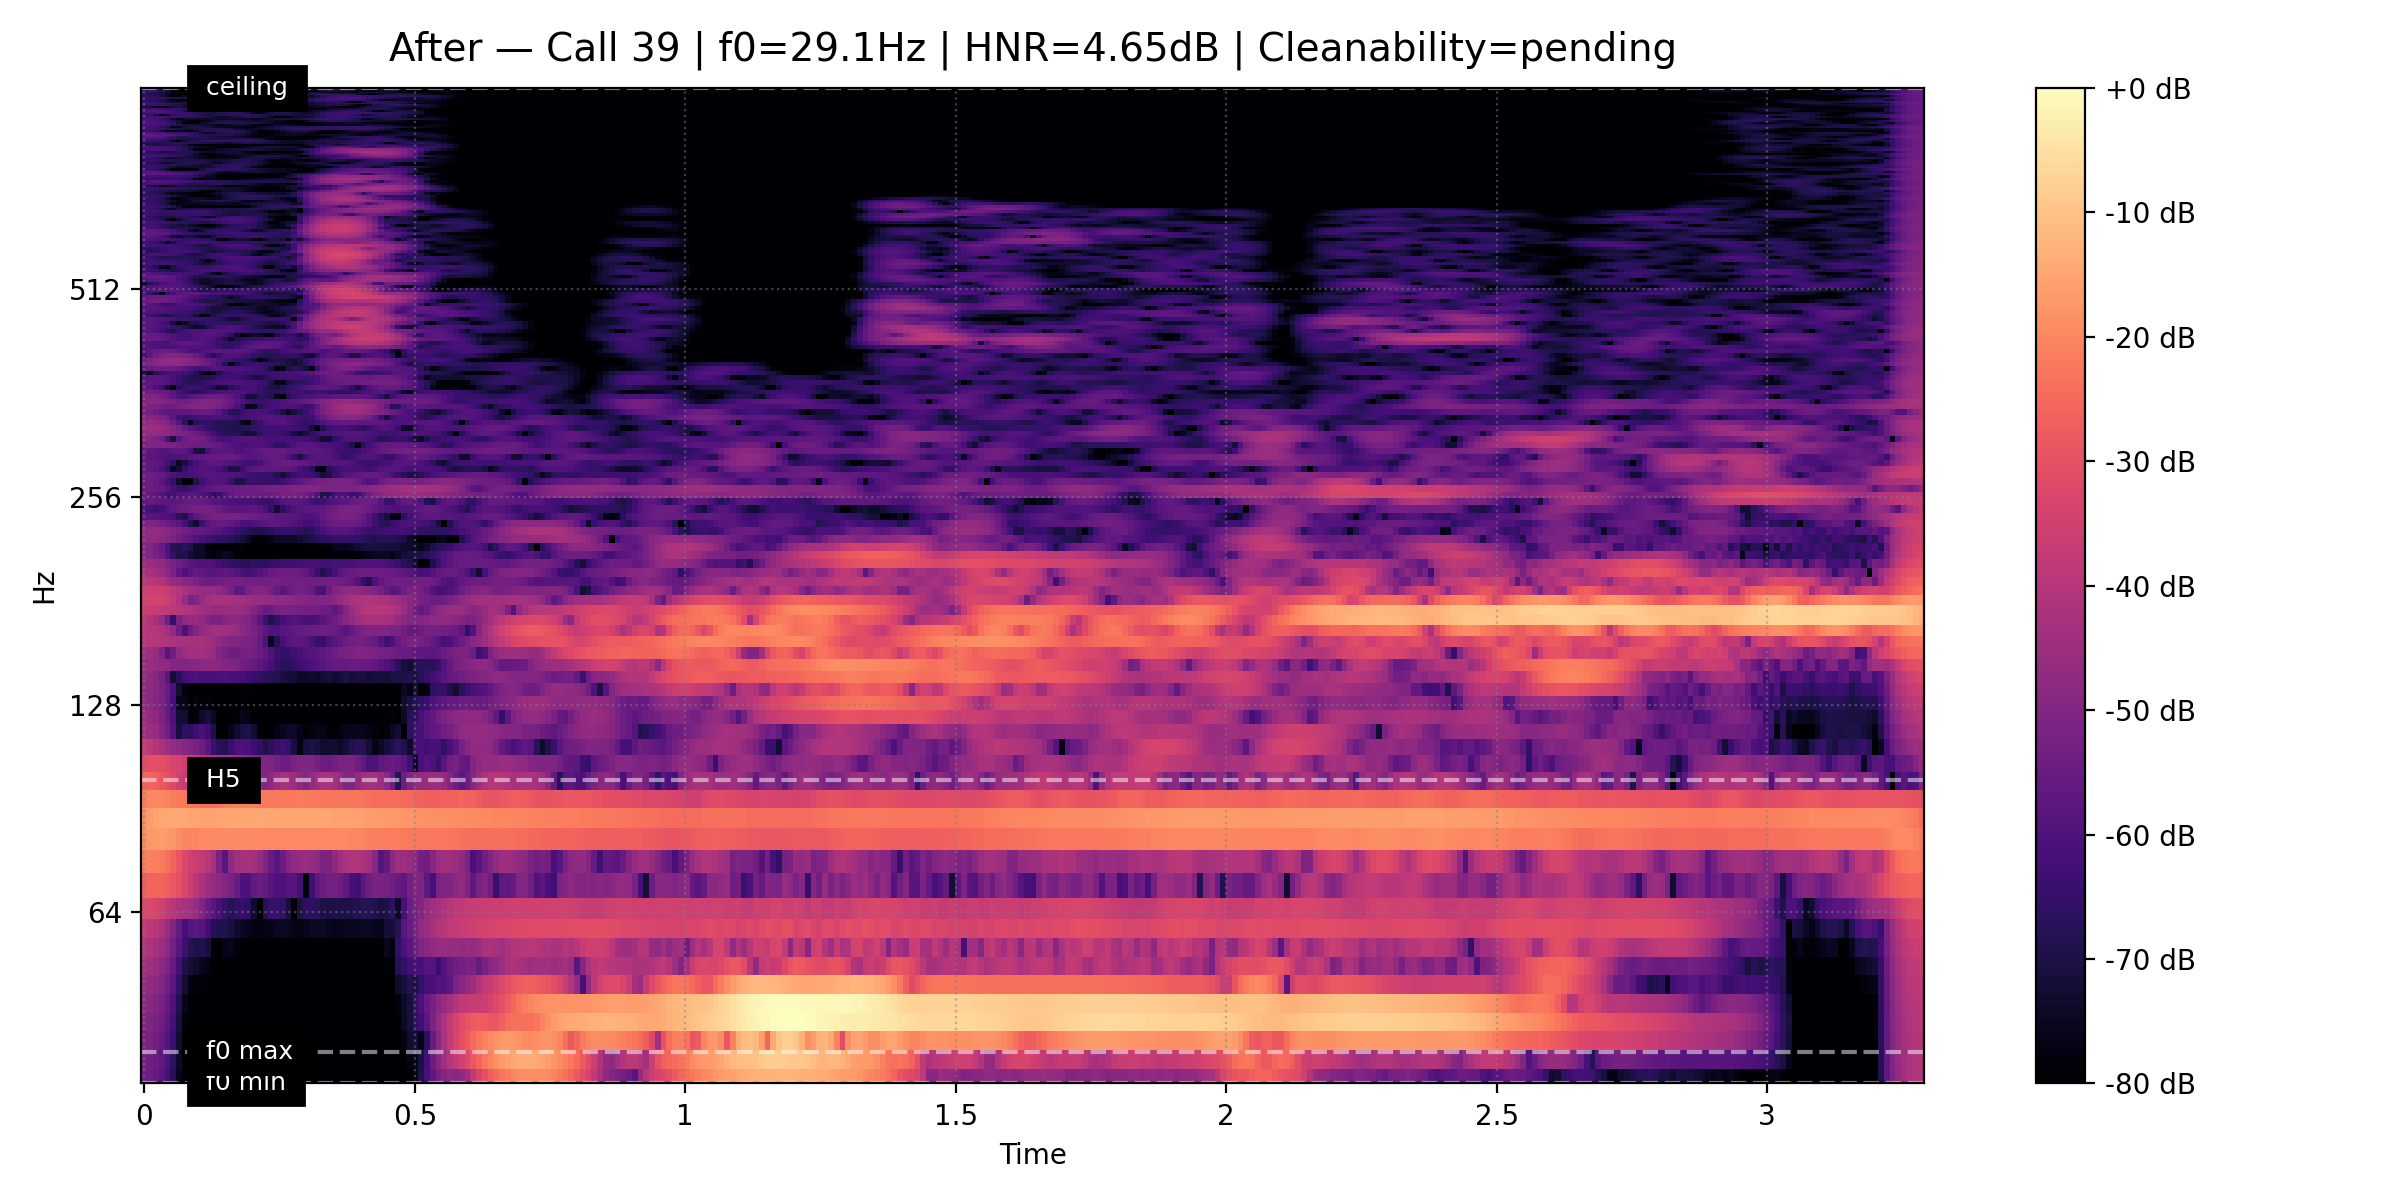 After — Call 39 | f0=29.1Hz | HNR=4.65dB | Cleanability=pending
ceiling
+0 dB
-10 dB
-20 dB
-30 dB
-40 dB
-50 dB
-60 dB
-70 dB
-80 dB
512
256
128
64
Hz
H5
f0 max
f0 min
0
0.5
1
1.5
2
2.5
3
Time